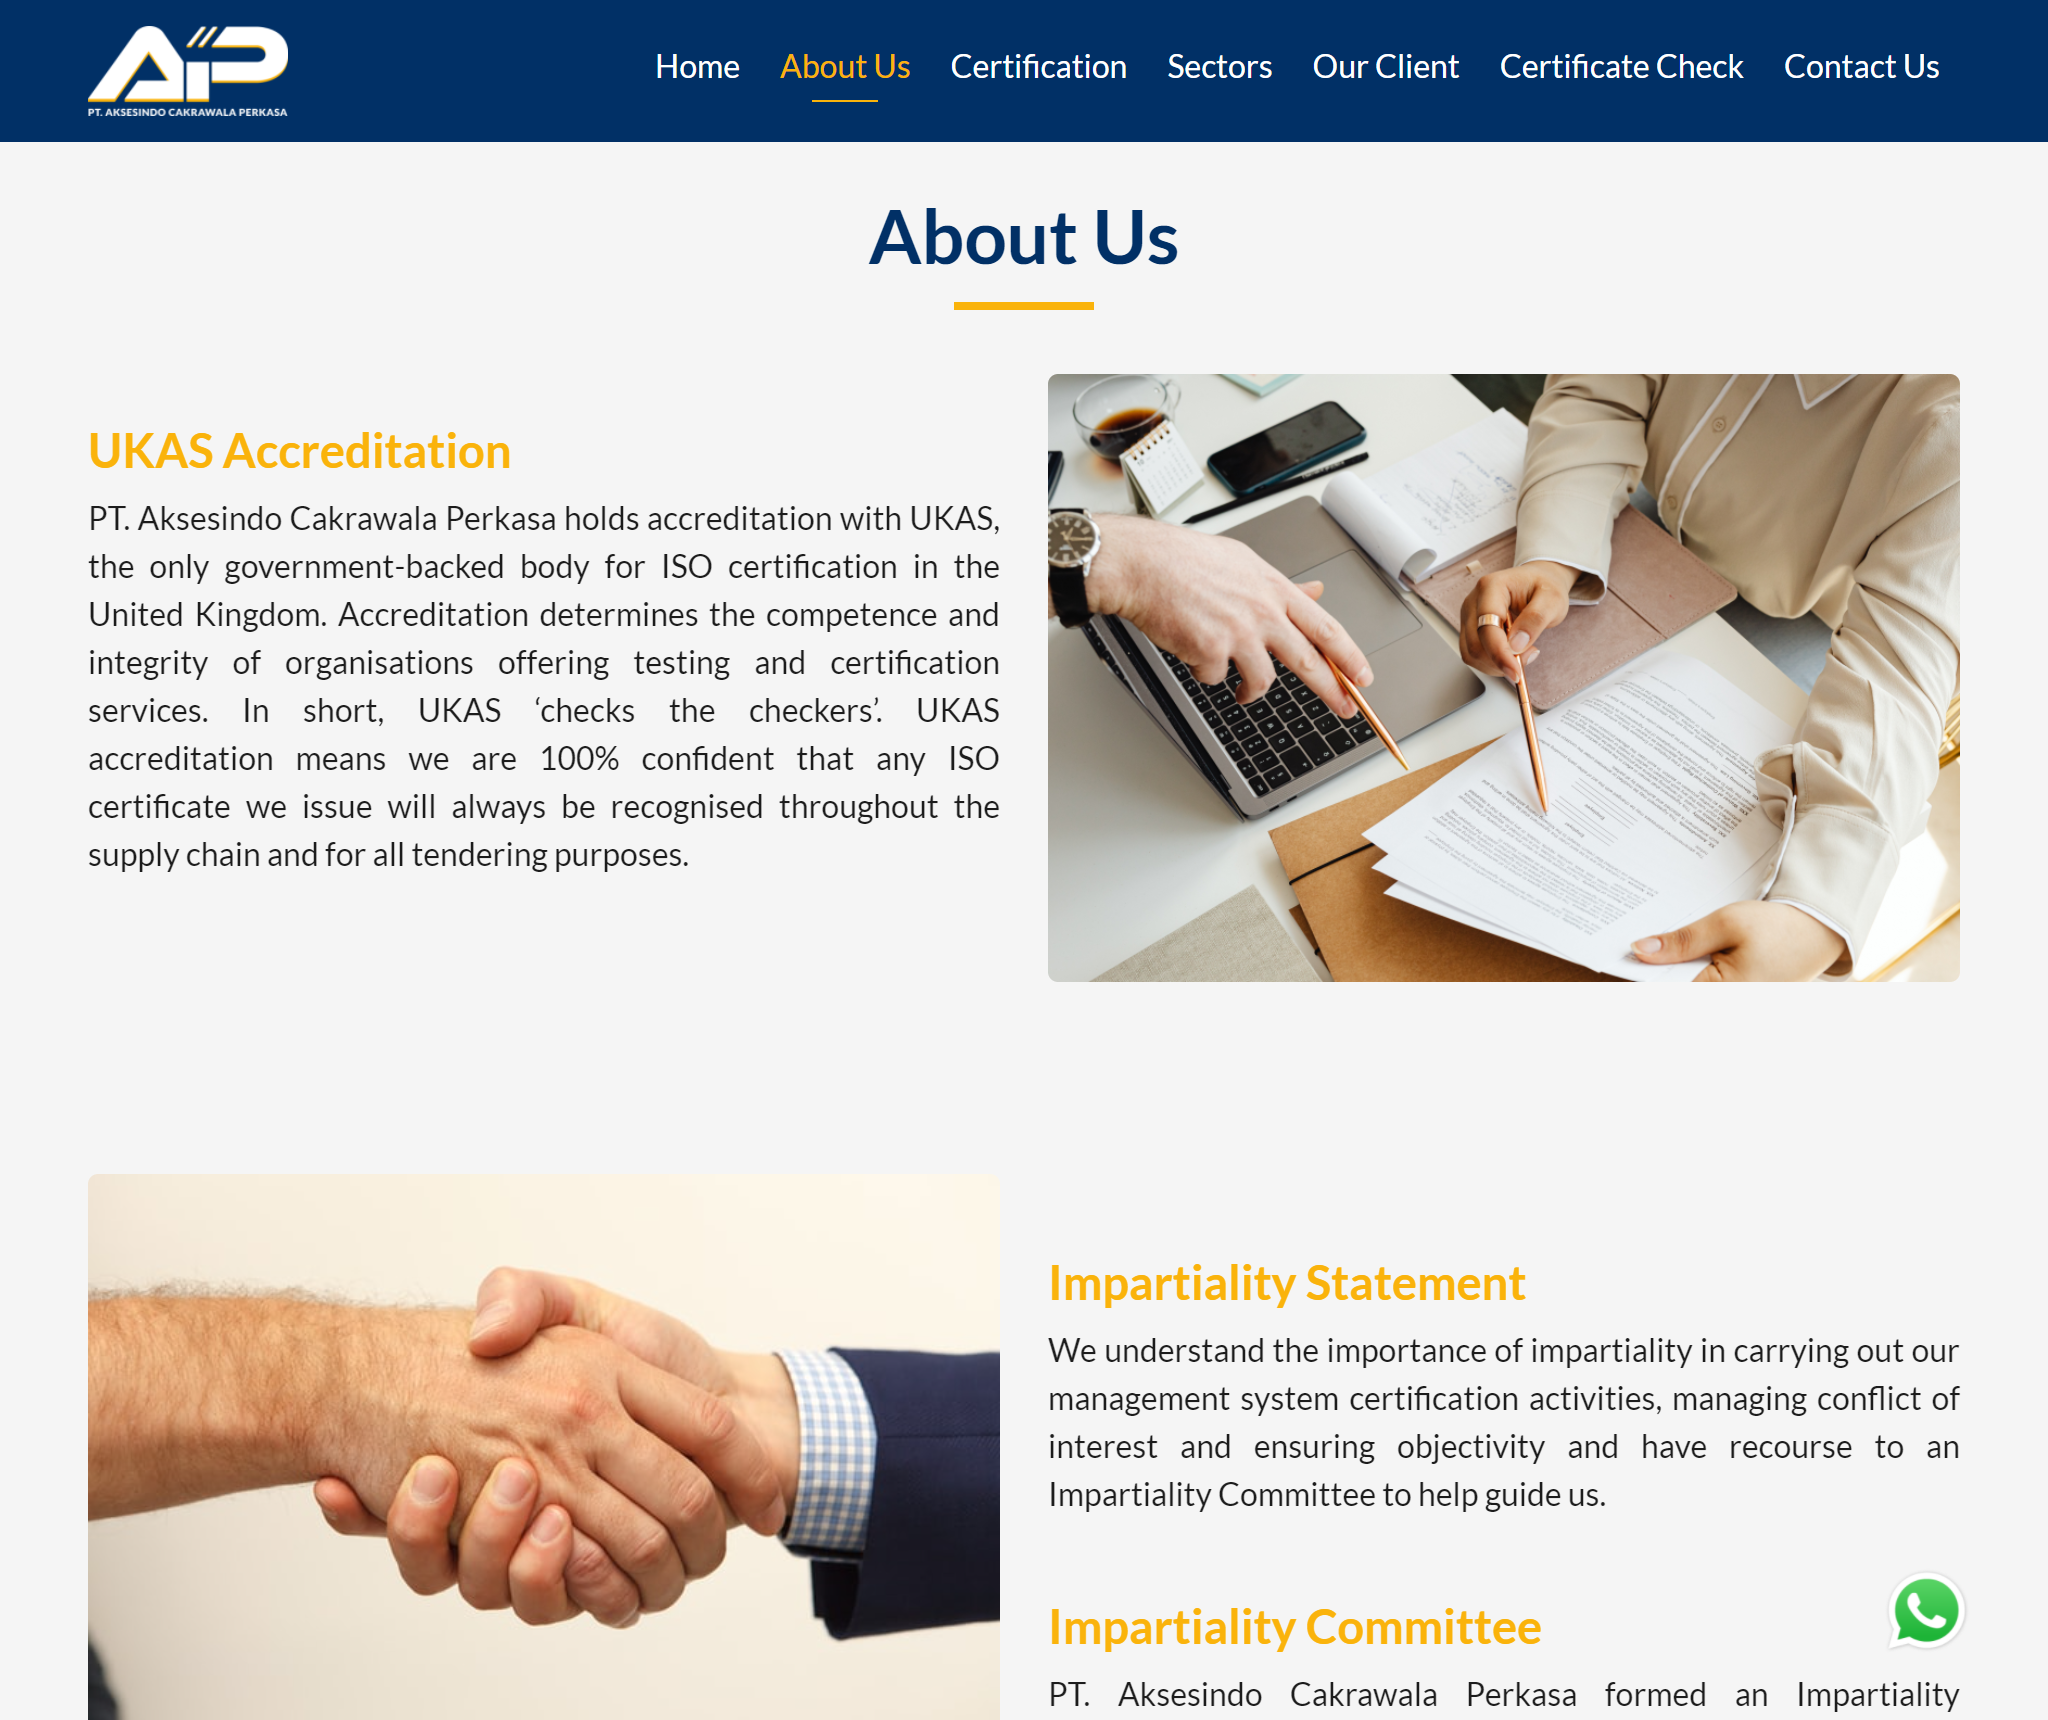 AiP
PT. AKSESINDO CAKRAWALA PERKASA
Home
About Us
Certification
Sectors
Our Client
Certificate Check
Contact Us
About Us
UKAS Accreditation
PT. Aksesindo Cakrawala Perkasa holds accreditation with UKAS,
the only government-backed body for ISO certification in the
United Kingdom. Accreditation determines the competence and
integrity of organisations offering testing and certification
services. In short, UKAS ‘checks the checkers’. UKAS
accreditation means we are 100% confident that any ISO
certificate we issue will always be recognised throughout the
supply chain and for all tendering purposes.
Impartiality Statement
We understand the importance of impartiality in carrying out our
management system certification activities, managing conflict of
interest and ensuring objectivity and have recourse to an
Impartiality Committee to help guide us.
Impartiality Committee
PT. Aksesindo Cakrawala Perkasa formed an Impartiality